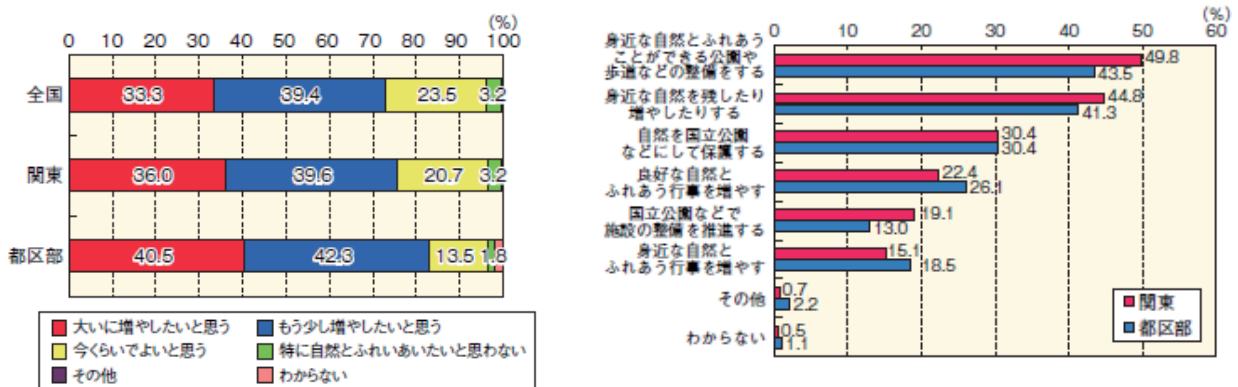 (%)
0 10 20 30 40 50 60 70 80 90 100
全国 33.3 39.4 23.5 3.2
関東 36.0 39.6 20.7 3.2
都区部 40.5 42.3 13.5 1.8
大いに増やしたいと思う もう少し増やしたいと思う
今くらいでよいと思う 特に自然とふれいあいたいと思わない
その他 わからない
(%)
0 10 20 30 40 50 60
身近な自然とふれあう
ことができる公園や
歩道などの整備をする
49.8
43.5
身近な自然を残したり
増やしたりする
44.8
41.3
自然を国立公園
などにして保護する
30.4
30.4
良好な自然と
ふれあう行事を増やす
22.4
26.1
国立公園などで
施設の整備を推進する
19.1
13.0
身近な自然と
ふれあう行事を増やす
15.1
18.5
その他
0.7
2.2
わからない
0.5
1.1
関東
都区部